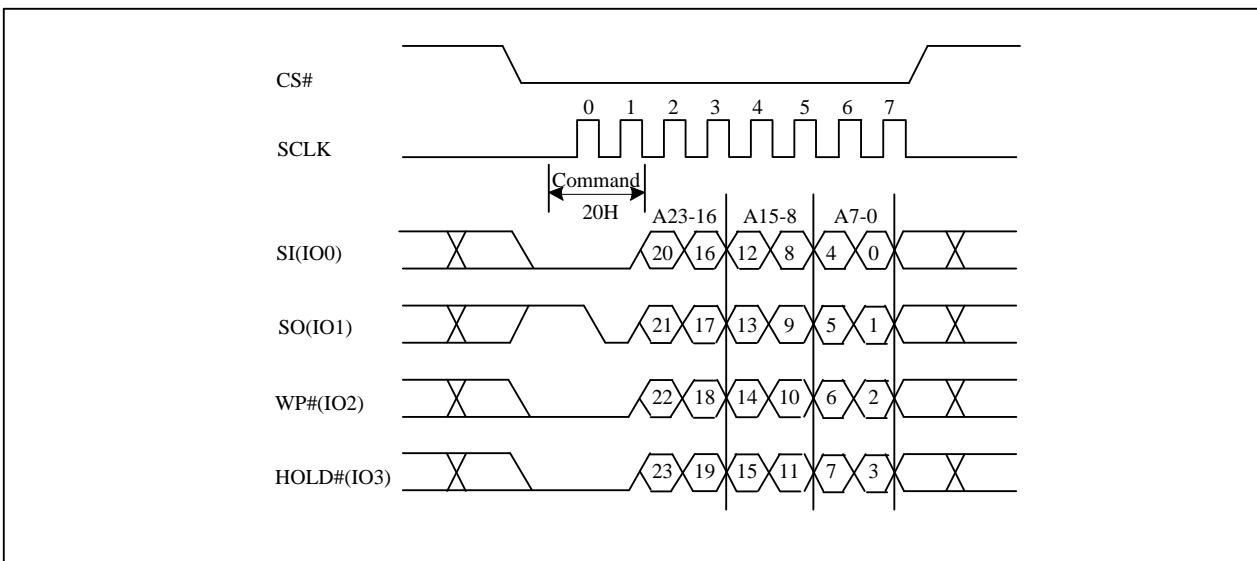 CS#
0 1 2 3 4 5 6 7
SCLK
Command
20H
A23-16 A15-8 A7-0
SI(IO0) 20 16 12 8 4 0
SO(IO1) 21 17 13 9 5 1
WP#(IO2) 22 18 14 10 6 2
HOLD#(IO3) 23 19 15 11 7 3